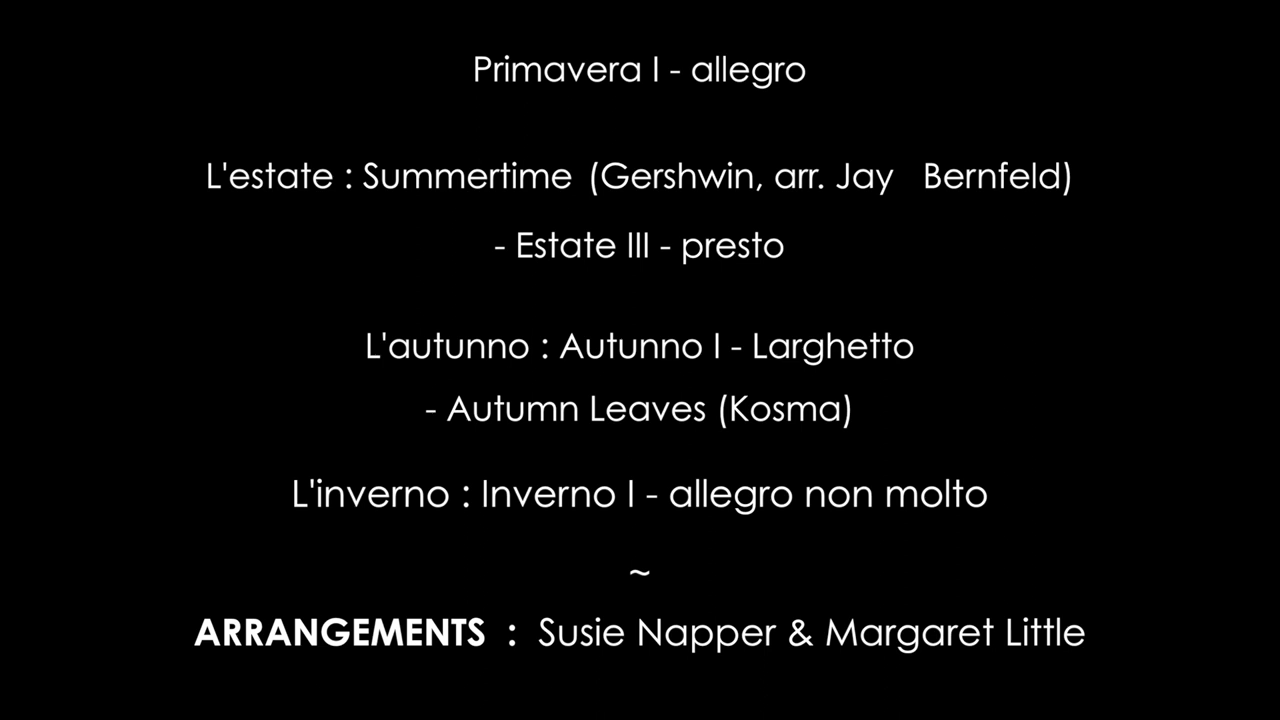 Primavera I - allegro
L'estate : Summertime (Gershwin, arr. Jay Bernfeld)
- Estate III - presto
L'autunno : Autunno I - Larghetto
- Autumn Leaves (Kosma)
L'inverno : Inverno I - allegro non molto
~
ARRANGEMENTS : Susie Napper & Margaret Little